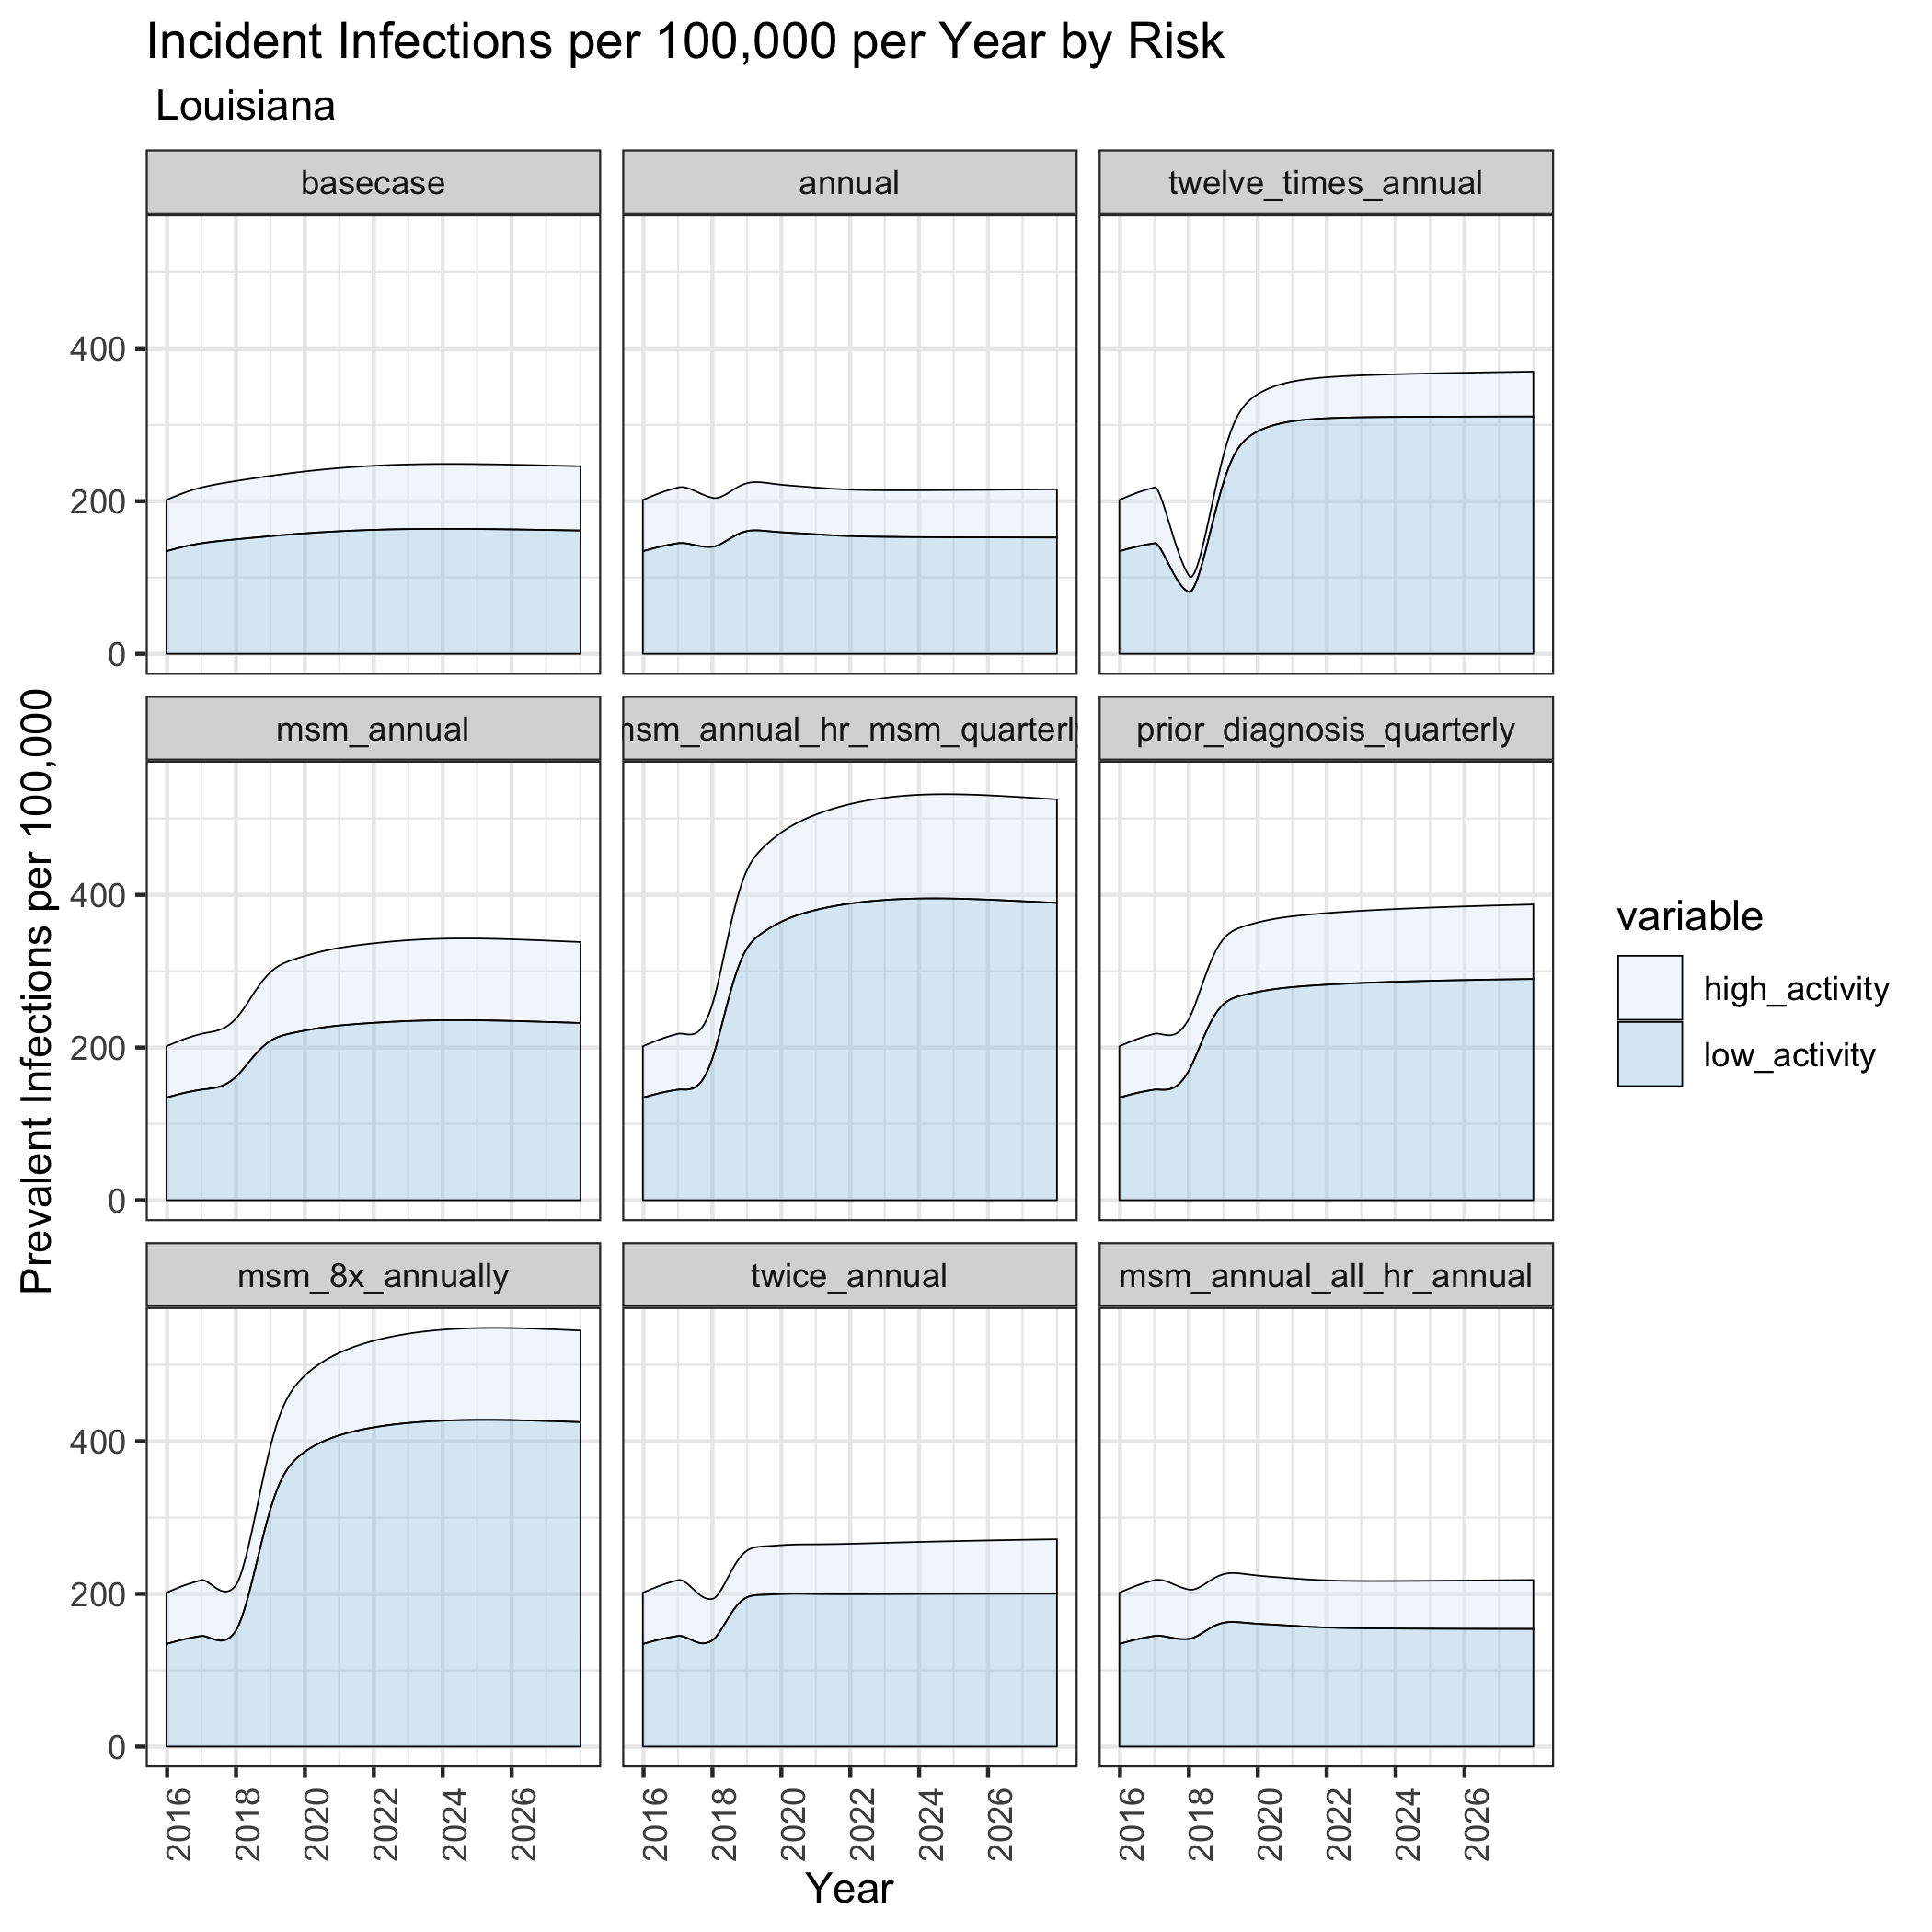 Incident Infections per 100,000 per Year by Risk
Louisiana
basecase
annual
twelve_times_annual
400
200
0
msm_annual
msm_annual_hr_msm_quarterly
prior_diagnosis_quarterly
400
200
0
msm_8x_annually
twice_annual
msm_annual_all_hr_annual
400
200
0
2016 2018 2020 2022 2024 2026
2016 2018 2020 2022 2024 2026
2016 2018 2020 2022 2024 2026
Year
Prevalent Infections per 100,000
variable
high_activity
low_activity